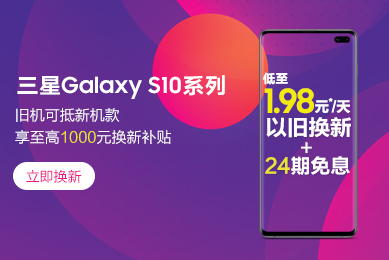 三星Galaxy S10系列
旧机可抵新机款
享至高1000元换新补贴
立即换新
低至
1.98元*/天
以旧换新
+
24期免息